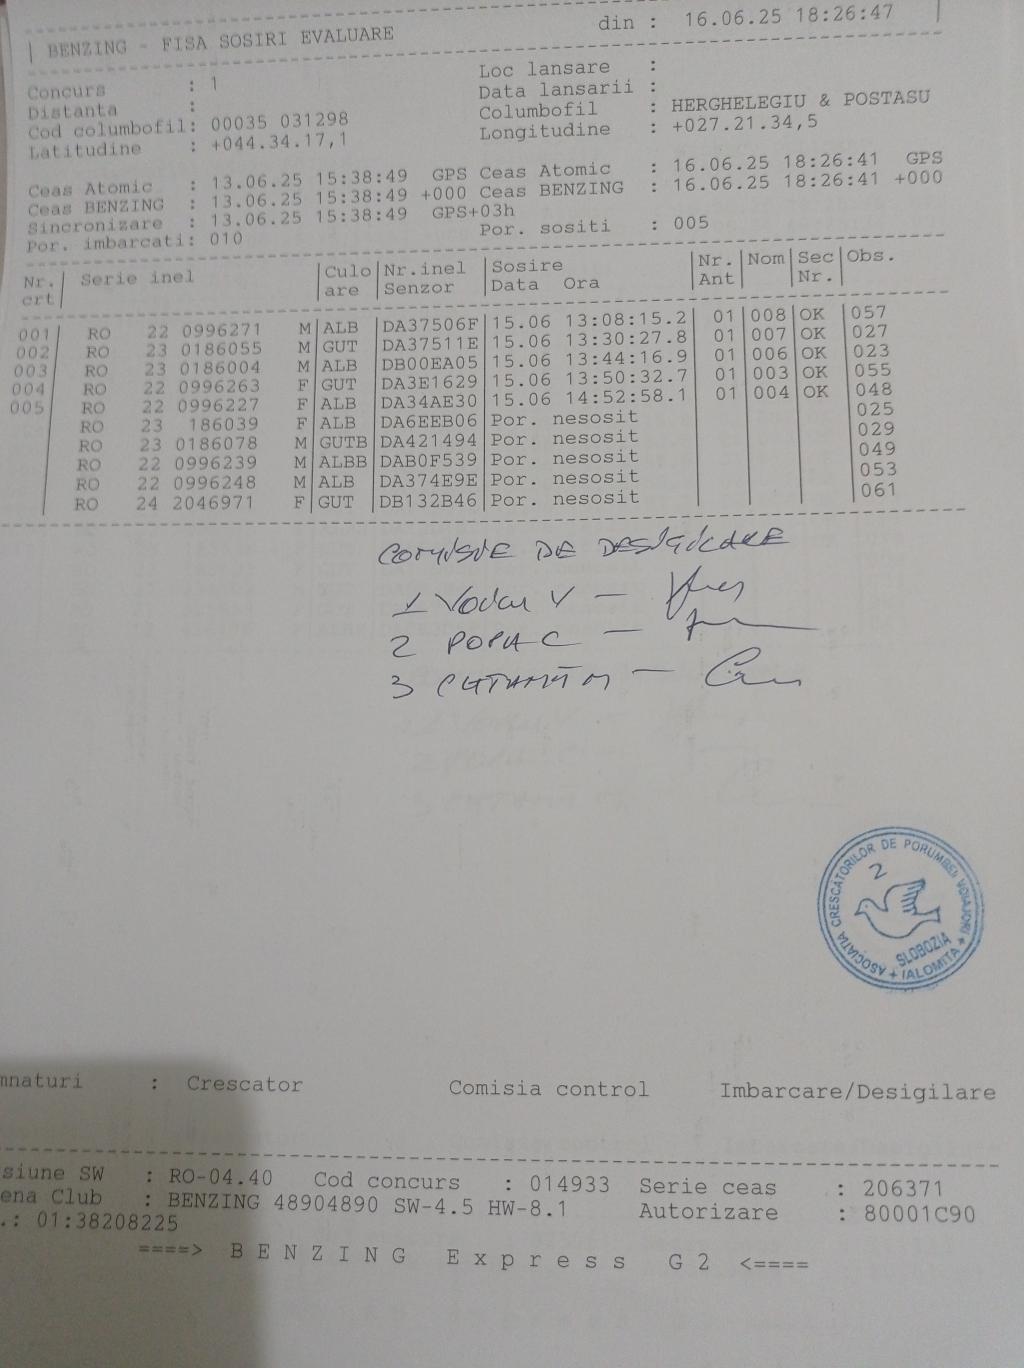 BENZING - FISA SOSIRI EVALUARE din : 16.06.25 18:26:47
Concurs : 1 Loc lansare :
Distanta : Data lansarii :
Cod columbofil: 00035 031298 Columbofil : HERGHELEGIU & POSTASU
Latitudine : +044.34.17,1 Longitudine : +027.21.34,5
Ceas Atomic : 13.06.25 15:38:49 GPS Ceas Atomic : 16.06.25 18:26:41 GPS
Ceas BENZING : 13.06.25 15:38:49 +000 Ceas BENZING : 16.06.25 18:26:41 +000
Sincronizare : 13.06.25 15:38:49 GPS+03h
Por. imbarcati: 010 Por. sositi : 005
Nr. Serie inel Culo Nr.inel Sosire Nr. Nom Sec Obs.
crt are Senzor Data Ora Ant Nr.
001 RO 22 0996271 M ALB DA37506F 15.06 13:08:15.2 01 008 OK 057
002 RO 23 0186055 M GUT DA37511E 15.06 13:30:27.8 01 007 OK 027
003 RO 23 0186004 M ALB DB00EA05 15.06 13:44:16.9 01 006 OK 023
004 RO 22 0996263 F GUT DA3E1629 15.06 13:50:32.7 01 003 OK 055
005 RO 22 0996227 F ALB DA34AE30 15.06 14:52:58.1 01 004 OK 048
RO 23 186039 F ALB DA6EEB06 Por. nesosit 025
RO 23 0186078 M GUTB DA421494 Por. nesosit 029
RO 22 0996239 M ALBB DAB0F539 Por. nesosit 049
RO 22 0996248 M ALB DA374E9E Por. nesosit 053
RO 24 2046971 F GUT DB132B46 Por. nesosit 061
COMISIE DE DESIGILARE
1 Vodar V —
2 POPA C —
3
ASOCIATIA CRESCATORILOR DE PORUMBEI VOIAJORI
2
SLOBOZIA
IALOMITA
mnaturi : Crescator Comisia control Imbarcare/Desigilare
siune SW : RO-04.40 Cod concurs : 014933 Serie ceas : 206371
ena Club : BENZING 48904890 SW-4.5 HW-8.1 Autorizare : 80001C90
.: 01:38208225
====> B E N Z I N G E x p r e s s G 2 <====